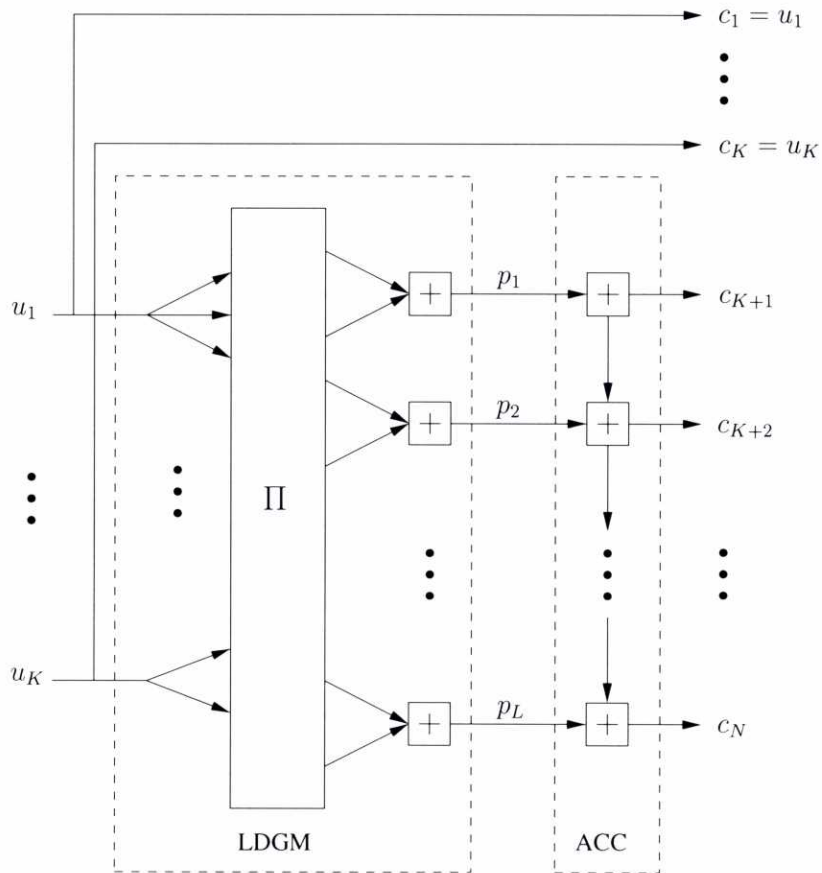 c_1 = u_1
c_K = u_K
u_1
p_1
+
+
c_{K+1}
p_2
+
+
c_{K+2}
Π
u_K
p_L
+
+
c_N
LDGM
ACC